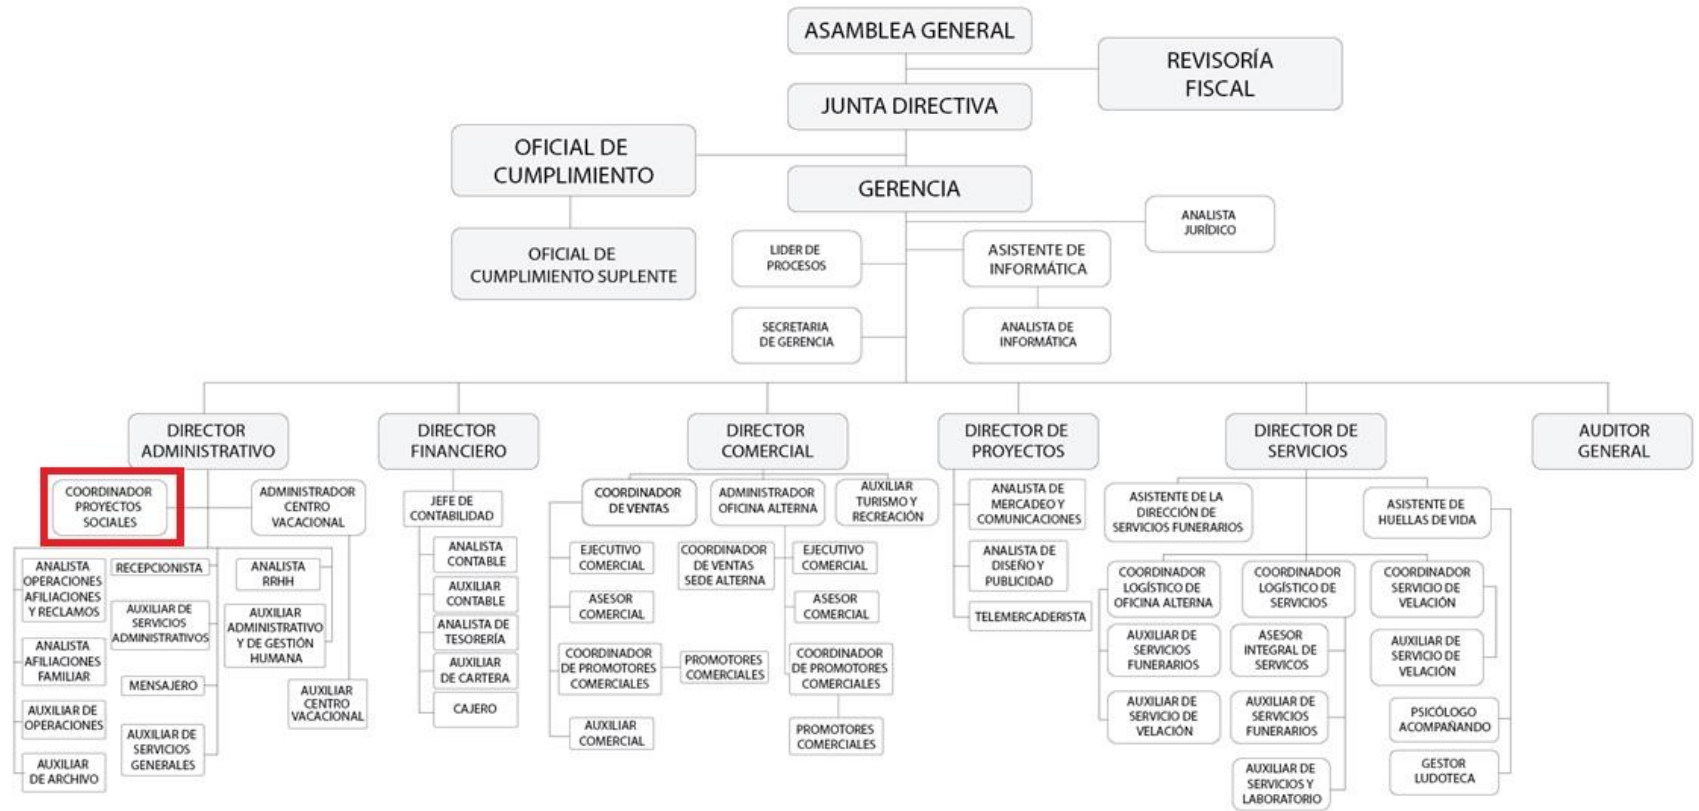 ASAMBLEA GENERAL
REVISORÍA
FISCAL
JUNTA DIRECTIVA
OFICIAL DE
CUMPLIMIENTO
GERENCIA
OFICIAL DE
CUMPLIMIENTO SUPLENTE
ANALISTA
JURÍDICO
LIDER DE
PROCESOS
ASISTENTE DE
INFORMÁTICA
SECRETARIA
DE GERENCIA
ANALISTA DE
INFORMÁTICA
DIRECTOR
ADMINISTRATIVO
DIRECTOR
FINANCIERO
DIRECTOR
COMERCIAL
DIRECTOR DE
PROYECTOS
DIRECTOR DE
SERVICIOS
AUDITOR
GENERAL
COORDINADOR
PROYECTOS
SOCIALES
ADMINISTRADOR
CENTRO
VACACIONAL
ANALISTA
OPERACIONES
AFILIACIONES
Y RECLAMOS
ANALISTA
AFILIACIONES
FAMILIAR
AUXILIAR DE
OPERACIONES
AUXILIAR
DE ARCHIVO
RECEPCIONISTA
AUXILIAR DE
SERVICIOS
ADMINISTRATIVOS
MENSAJERO
AUXILIAR DE
SERVICIOS
GENERALES
ANALISTA
RRHH
AUXILIAR
ADMINISTRATIVO
Y DE GESTIÓN
HUMANA
AUXILIAR
CENTRO
VACACIONAL
JEFE DE
CONTABILIDAD
ANALISTA
CONTABLE
AUXILIAR
CONTABLE
ANALISTA DE
TESORERÍA
AUXILIAR
DE CARTERA
CAJERO
COORDINADOR
DE VENTAS
ADMINISTRADOR
OFICINA ALTERNA
AUXILIAR
TURISMO Y
RECREACIÓN
EJECUTIVO
COMERCIAL
ASESOR
COMERCIAL
COORDINADOR
DE PROMOTORES
COMERCIALES
PROMOTORES
COMERCIALES
AUXILIAR
COMERCIAL
COORDINADOR
DE VENTAS
SEDE ALTERNA
EJECUTIVO
COMERCIAL
ASESOR
COMERCIAL
COORDINADOR
DE PROMOTORES
COMERCIALES
PROMOTORES
COMERCIALES
ANALISTA DE
MERCADEO Y
COMUNICACIONES
ANALISTA DE
DISEÑO Y
PUBLICIDAD
TELEMERCADERISTA
ASISTENTE DE LA
DIRECCIÓN DE
SERVICIOS FUNERARIOS
ASISTENTE DE
HUELLAS DE VIDA
COORDINADOR
LOGÍSTICO DE
OFICINA ALTERNA
AUXILIAR DE
SERVICIOS
FUNERARIOS
AUXILIAR DE
SERVICIO DE
VELACIÓN
COORDINADOR
LOGÍSTICO DE
SERVICIOS
ASESOR
INTEGRAL DE
SERVICOS
AUXILIAR DE
SERVICIOS
FUNERARIOS
AUXILIAR DE
SERVICIOS Y
LABORATORIO
COORDINADOR
SERVICIO DE
VELACIÓN
AUXILIAR DE
SERVICIO DE
VELACIÓN
PSICÓLOGO
ACOMPAÑANDO
GESTOR
LUDOTECA